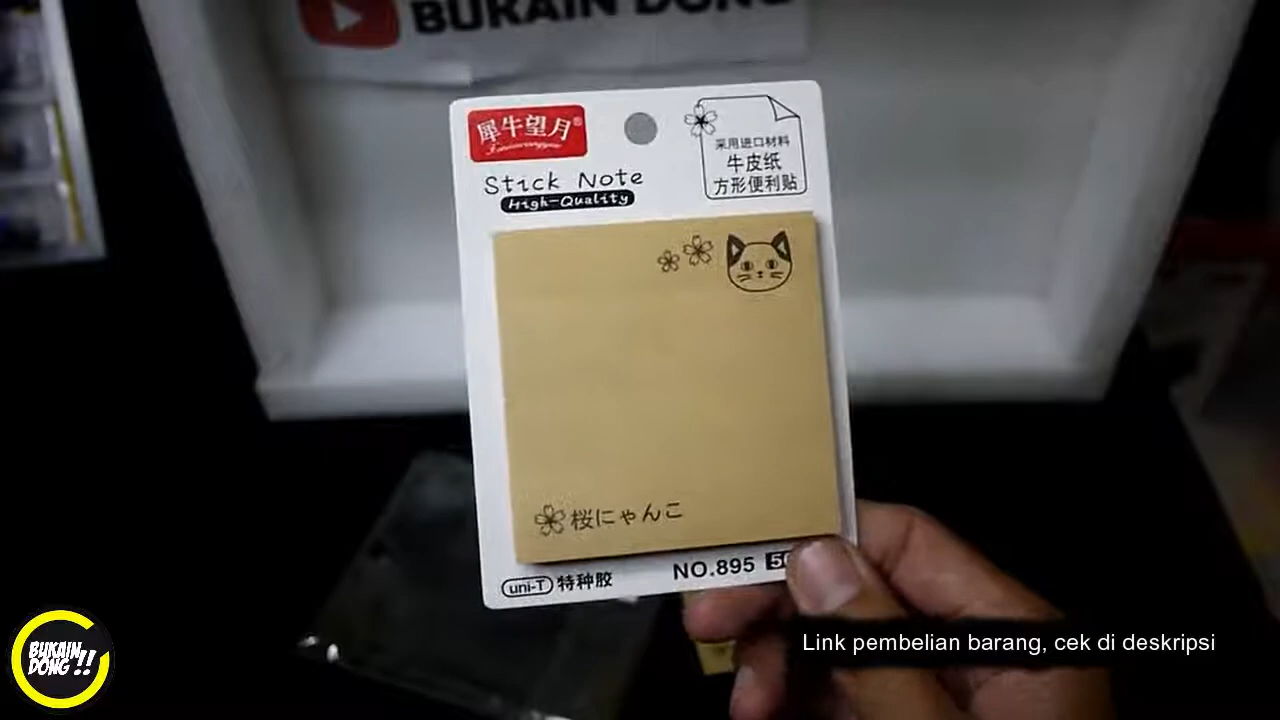 BUKAIN DONG
犀牛望月®
采用进口材料
牛皮纸
方形便利贴
Stick Note
High-Quality
桜にゃんこ
uni-T 特种胶
NO.895
Link pembelian barang, cek di deskripsi
BUKAIN
DONG!!